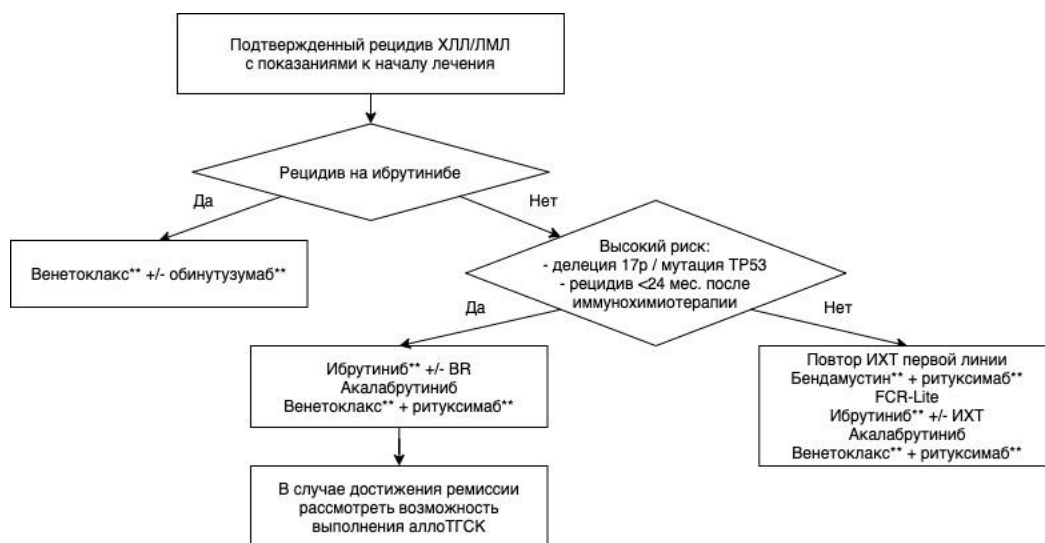 Подтвержденный рецидив ХЛЛ/ЛМЛ
с показаниями к началу лечения
Рецидив на ибрутинибе
Да
Нет
Венетоклакс** +/- обинутузумаб**
Высокий риск:
- делеция 17р / мутация TP53
- рецидив <24 мес. после
иммунохимиотерапии
Да
Нет
Ибрутиниб** +/- BR
Акалабрутиниб
Венетоклакс** + ритуксимаб**
Повтор ИХТ первой линии
Бендамустин** + ритуксимаб**
FCR-Lite
Ибрутиниб** +/- ИХТ
Акалабрутиниб
Венетоклакс** + ритуксимаб**
В случае достижения ремиссии
рассмотреть возможность
выполнения аллоТГСК